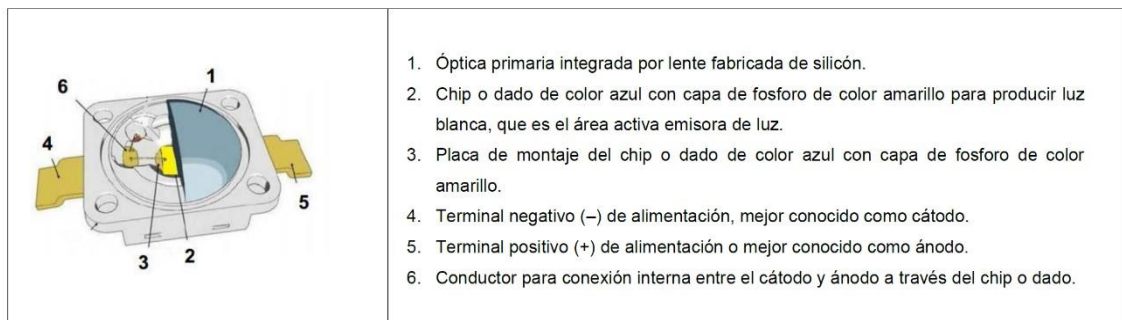 1
6
4
5
3
2
1. Óptica primaria integrada por lente fabricada de silicón.
2. Chip o dado de color azul con capa de fosforo de color amarillo para producir luz
blanca, que es el área activa emisora de luz.
3. Placa de montaje del chip o dado de color azul con capa de fosforo de color
amarillo.
4. Terminal negativo (–) de alimentación, mejor conocido como cátodo.
5. Terminal positivo (+) de alimentación o mejor conocido como ánodo.
6. Conductor para conexión interna entre el cátodo y ánodo a través del chip o dado.